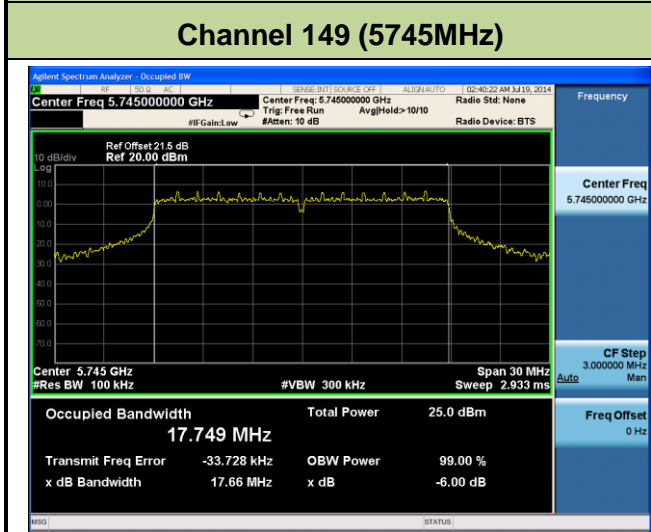 Channel 149 (5745MHz)
Agilent Spectrum Analyzer - Occupied BW
LXI RF 50 Ω AC SENSE:INT SOURCE OFF ALIGN AUTO 02:40:22 AM Jul 19, 2014
Center Freq 5.745000000 GHz
Center Freq: 5.745000000 GHz Radio Std: None
Trig: Free Run Avg|Hold:>10/10
#IFGain:Low #Atten: 10 dB Radio Device: BTS
Frequency
Ref Offset 21.5 dB
10 dB/div Ref 20.00 dBm
Log
10.0
0.00
-10.0
-20.0
-30.0
-40.0
-50.0
-60.0
-70.0
Center Freq
5.745000000 GHz
Center 5.745 GHz Span 30 MHz
#Res BW 100 kHz #VBW 300 kHz Sweep 2.933 ms
CF Step
3.000000 MHz
Auto Man
Freq Offset
0 Hz
Occupied Bandwidth Total Power 25.0 dBm
17.749 MHz
Transmit Freq Error -33.728 kHz OBW Power 99.00 %
x dB Bandwidth 17.66 MHz x dB -6.00 dB
MSG STATUS